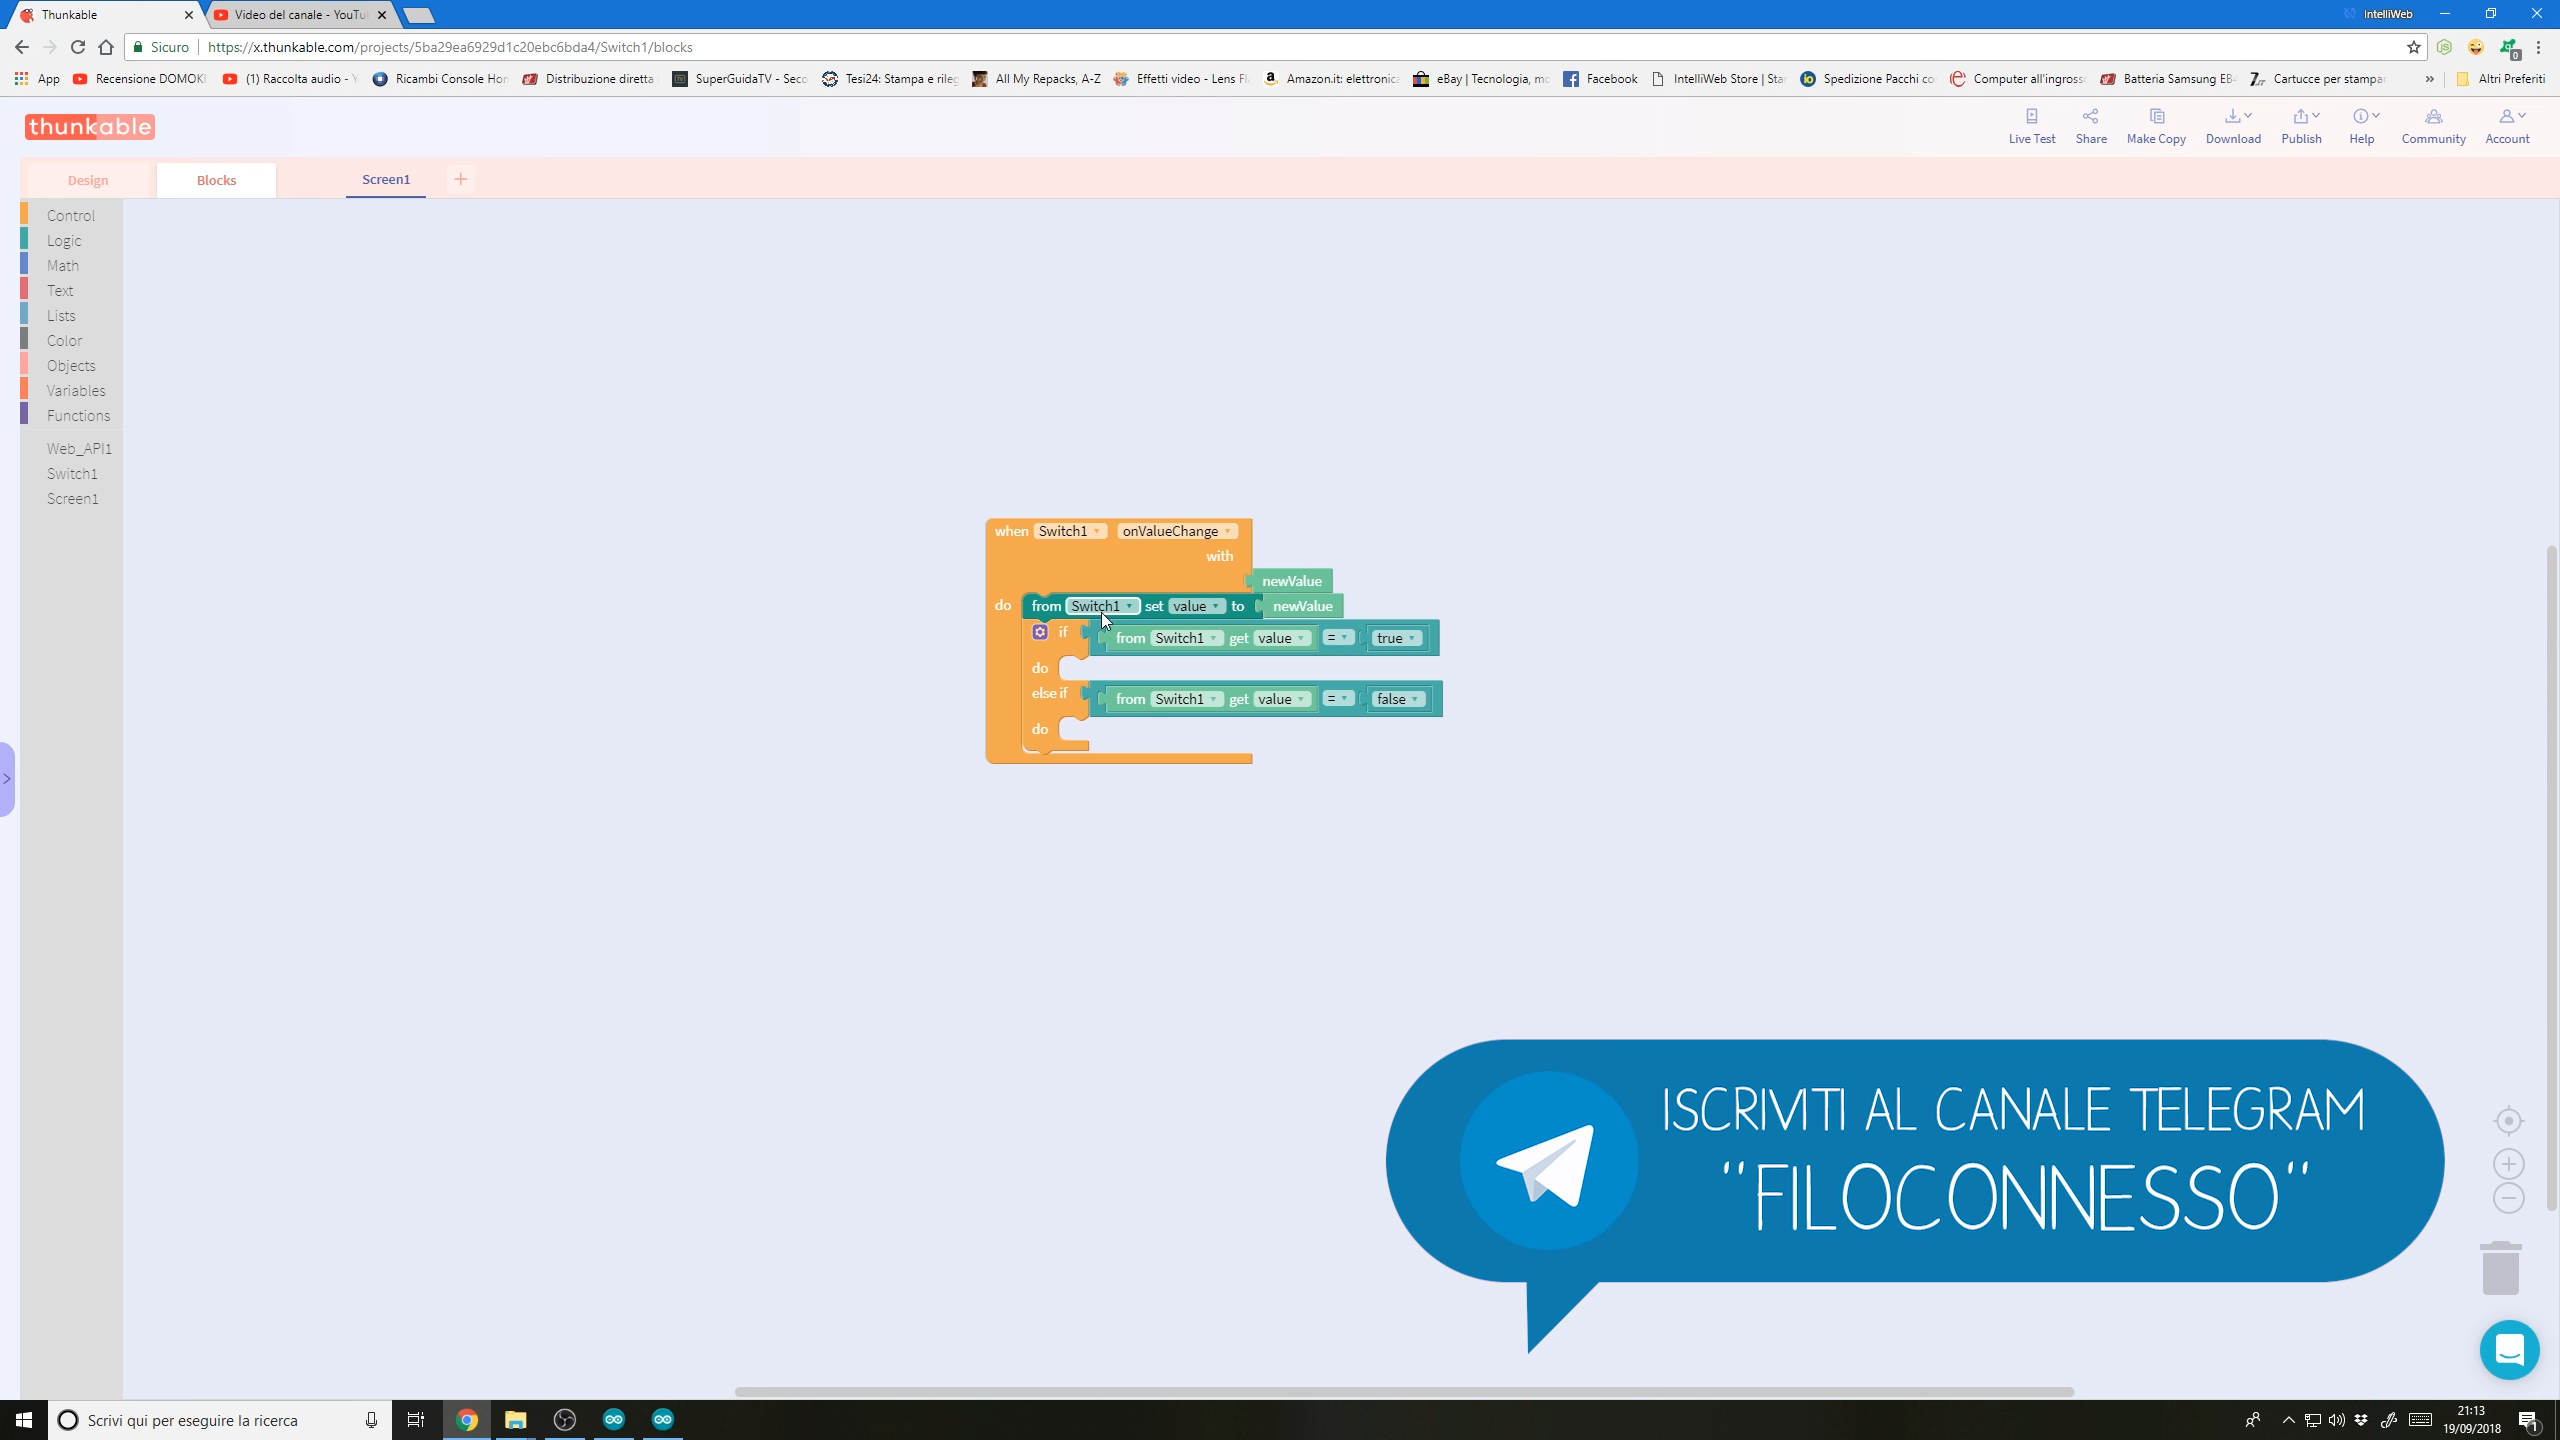 Thunkable
Video del canale - YouTu
IntelliWeb
Sicuro
https://x.thunkable.com/projects/5ba29ea6929d1c20ebc6bda4/Switch1/blocks
App
Recensione DOMOK
(1) Raccolta audio - Y
Ricambi Console Hom
Distribuzione diretta
SuperGuidaTV - Seco
Tesi24: Stampa e rileg
All My Repacks, A-Z
Effetti video - Lens Fl
Amazon.it: elettronica
eBay | Tecnologia, mo
Facebook
IntelliWeb Store | Star
Spedizione Pacchi co
Computer all'ingross
Batteria Samsung EB-
Cartucce per stampar
»
Altri Preferiti
thunkable
Live Test
Share
Make Copy
Download
Publish
Help
Community
Account
Design
Blocks
Screen1
+
Control
Logic
Math
Text
Lists
Color
Objects
Variables
Functions
Web_API1
Switch1
Screen1
when Switch1 onValueChange
with
newValue
do from Switch1 set value to newValue
if from Switch1 get value = true
do
else if from Switch1 get value = false
do
ISCRIVITI AL CANALE TELEGRAM
"FILOCONNESSO"
Scrivi qui per eseguire la ricerca
21:13
19/09/2018
1